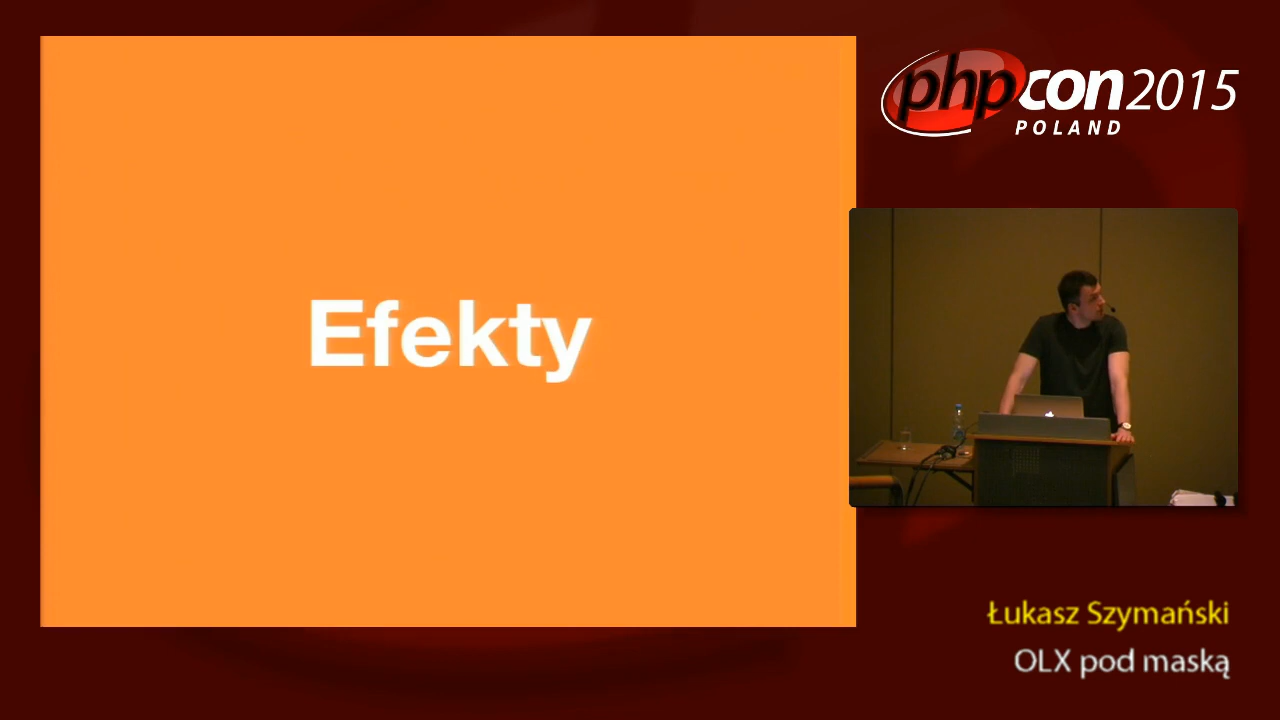 Efekty
phpcon2015
POLAND
Łukasz Szymański
OLX pod maską